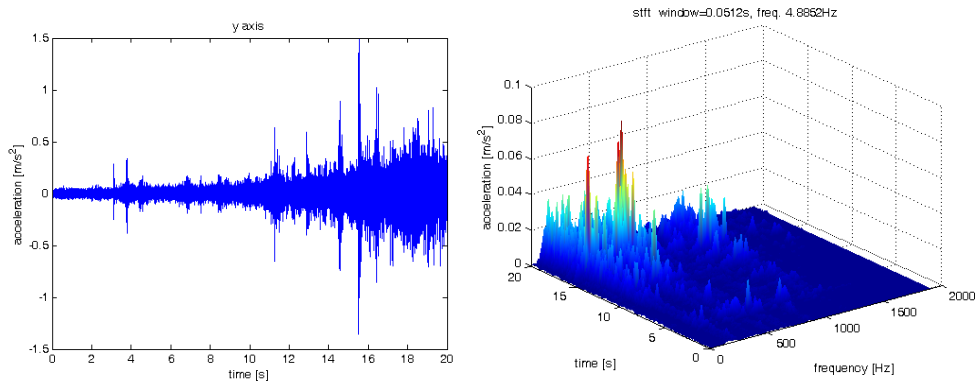 y axis
1.5
1
0.5
0
-0.5
-1
-1.5
acceleration [m/s²]
0 2 4 6 8 10 12 14 16 18 20
time [s]
stft window=0.0512s, freq. 4.8852Hz
0.1
0.08
0.06
0.04
0.02
0
acceleration [m/s²]
20
15
10
5
0
time [s]
0
500
1000
1500
2000
frequency [Hz]